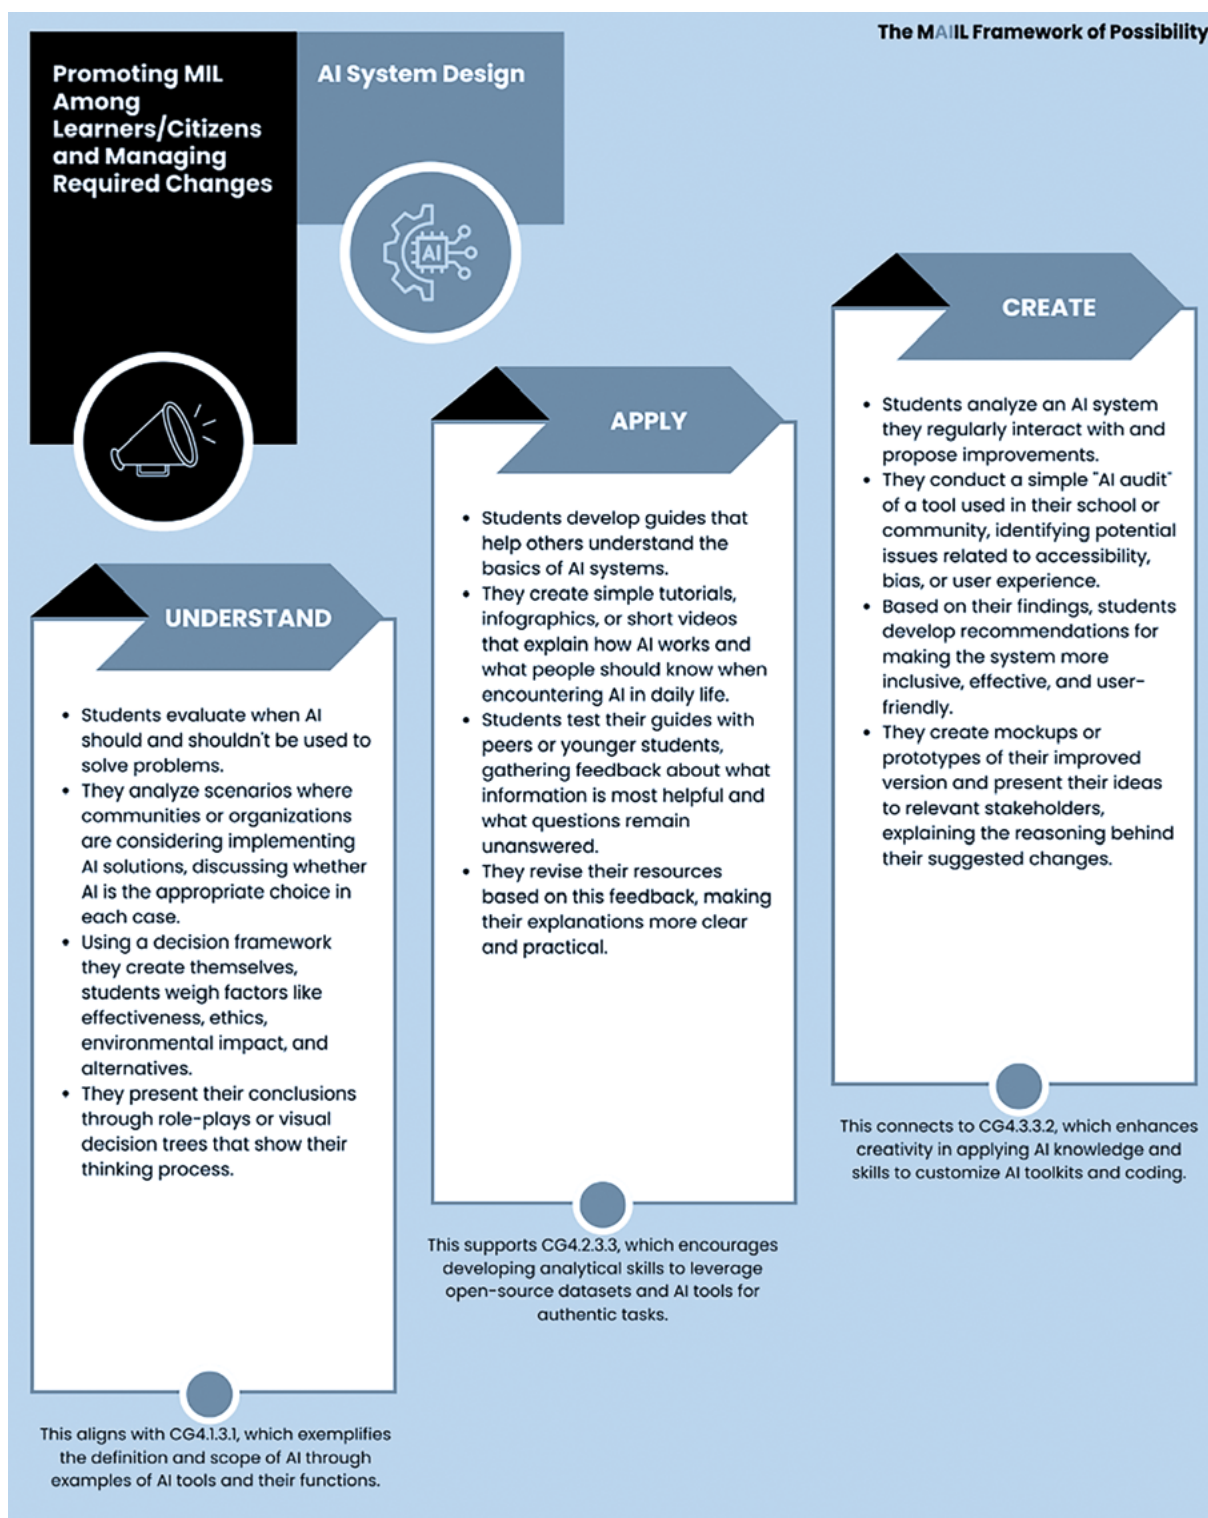 The MAIIL Framework of Possibility
Promoting MIL
Among
Learners/Citizens
and Managing
Required Changes
AI System Design
AI
UNDERSTAND
• Students evaluate when AI
should and shouldn't be used to
solve problems.
• They analyze scenarios where
communities or organizations
are considering implementing
AI solutions, discussing whether
AI is the appropriate choice in
each case.
• Using a decision framework
they create themselves,
students weigh factors like
effectiveness, ethics,
environmental impact, and
alternatives.
• They present their conclusions
through role-plays or visual
decision trees that show their
thinking process.
This aligns with CG4.1.3.1, which exemplifies
the definition and scope of AI through
examples of AI tools and their functions.
APPLY
• Students develop guides that
help others understand the
basics of AI systems.
• They create simple tutorials,
infographics, or short videos
that explain how AI works and
what people should know when
encountering AI in daily life.
• Students test their guides with
peers or younger students,
gathering feedback about what
information is most helpful and
what questions remain
unanswered.
• They revise their resources
based on this feedback, making
their explanations more clear
and practical.
This supports CG4.2.3.3, which encourages
developing analytical skills to leverage
open-source datasets and AI tools for
authentic tasks.
CREATE
• Students analyze an AI system
they regularly interact with and
propose improvements.
• They conduct a simple "AI audit"
of a tool used in their school or
community, identifying potential
issues related to accessibility,
bias, or user experience.
• Based on their findings, students
develop recommendations for
making the system more
inclusive, effective, and user-
friendly.
• They create mockups or
prototypes of their improved
version and present their ideas
to relevant stakeholders,
explaining the reasoning behind
their suggested changes.
This connects to CG4.3.3.2, which enhances
creativity in applying AI knowledge and
skills to customize AI toolkits and coding.